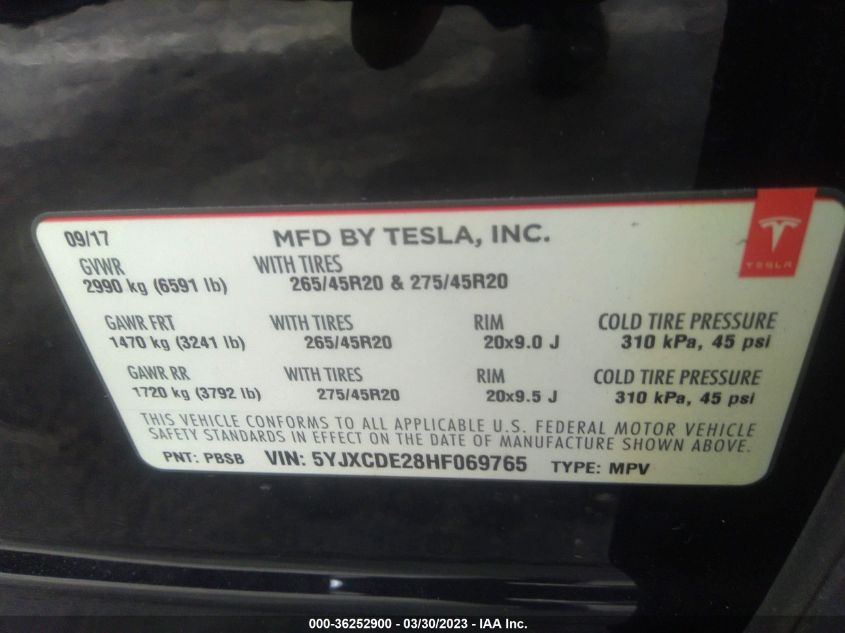 09/17 MFD BY TESLA, INC.
TESLA
GVWR WITH TIRES
2990 kg (6591 lb) 265/45R20 & 275/45R20
GAWR FRT WITH TIRES RIM COLD TIRE PRESSURE
1470 kg (3241 lb) 265/45R20 20x9.0 J 310 kPa, 45 psi
GAWR RR WITH TIRES RIM COLD TIRE PRESSURE
1720 kg (3792 lb) 275/45R20 20x9.5 J 310 kPa, 45 psi
THIS VEHICLE CONFORMS TO ALL APPLICABLE U.S. FEDERAL MOTOR VEHICLE
SAFETY STANDARDS IN EFFECT ON THE DATE OF MANUFACTURE SHOWN ABOVE.
PNT: PBSB VIN: 5YJXCDE28HF069765 TYPE: MPV
000-36252900 - 03/30/2023 - IAA Inc.